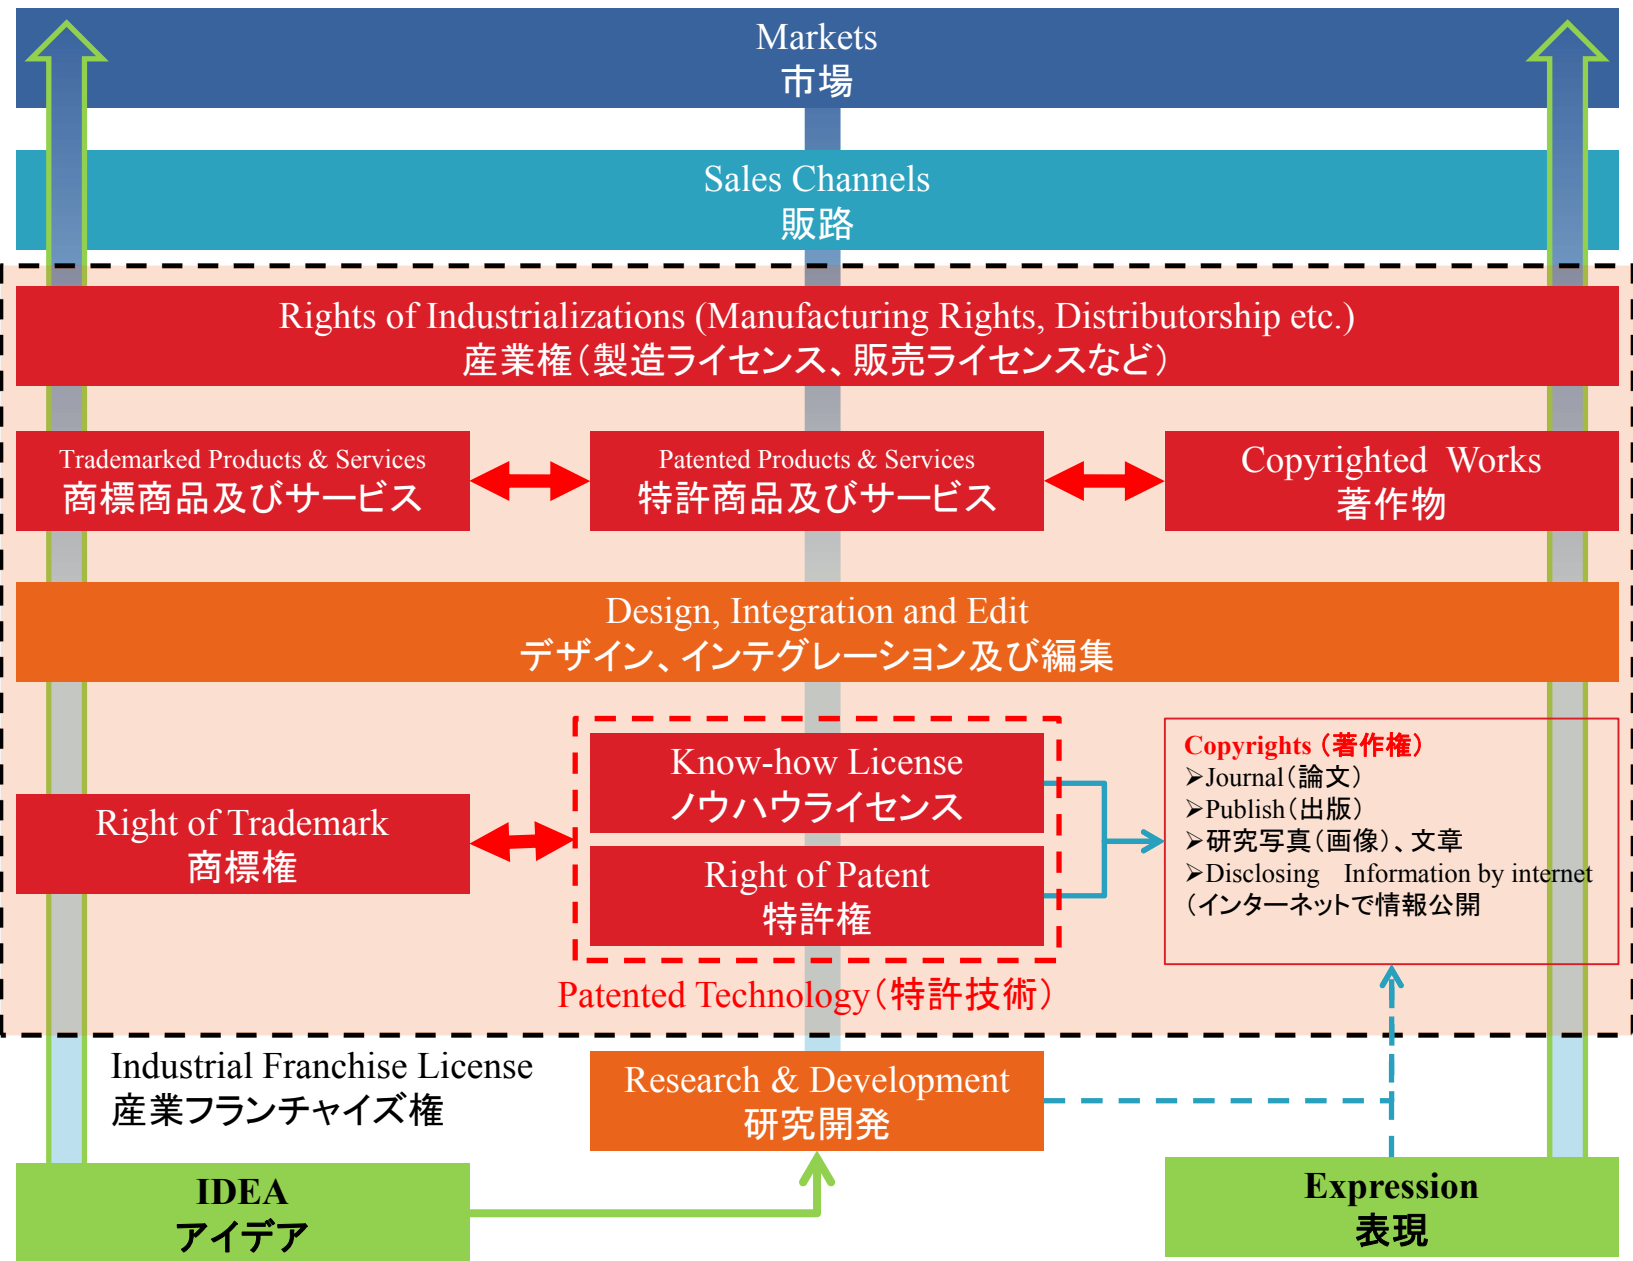 Markets
市場
Sales Channels
販路
Rights of Industrializations (Manufacturing Rights, Distributorship etc.)
産業権（製造ライセンス、販売ライセンスなど）
Trademarked Products & Services
商標商品及びサービス
Patented Products & Services
特許商品及びサービス
Copyrighted Works
著作物
Design, Integration and Edit
デザイン、インテグレーション及び編集
Right of Trademark
商標権
Know-how License
ノウハウライセンス
Right of Patent
特許権
Patented Technology（特許技術）
Copyrights（著作権）
➢Journal（論文）
➢Publish（出版）
➢研究写真（画像）、文章
➢Disclosing　Information by internet
（インターネットで情報公開
Industrial Franchise License
産業フランチャイズ権
Research & Development
研究開発
IDEA
アイデア
Expression
表現